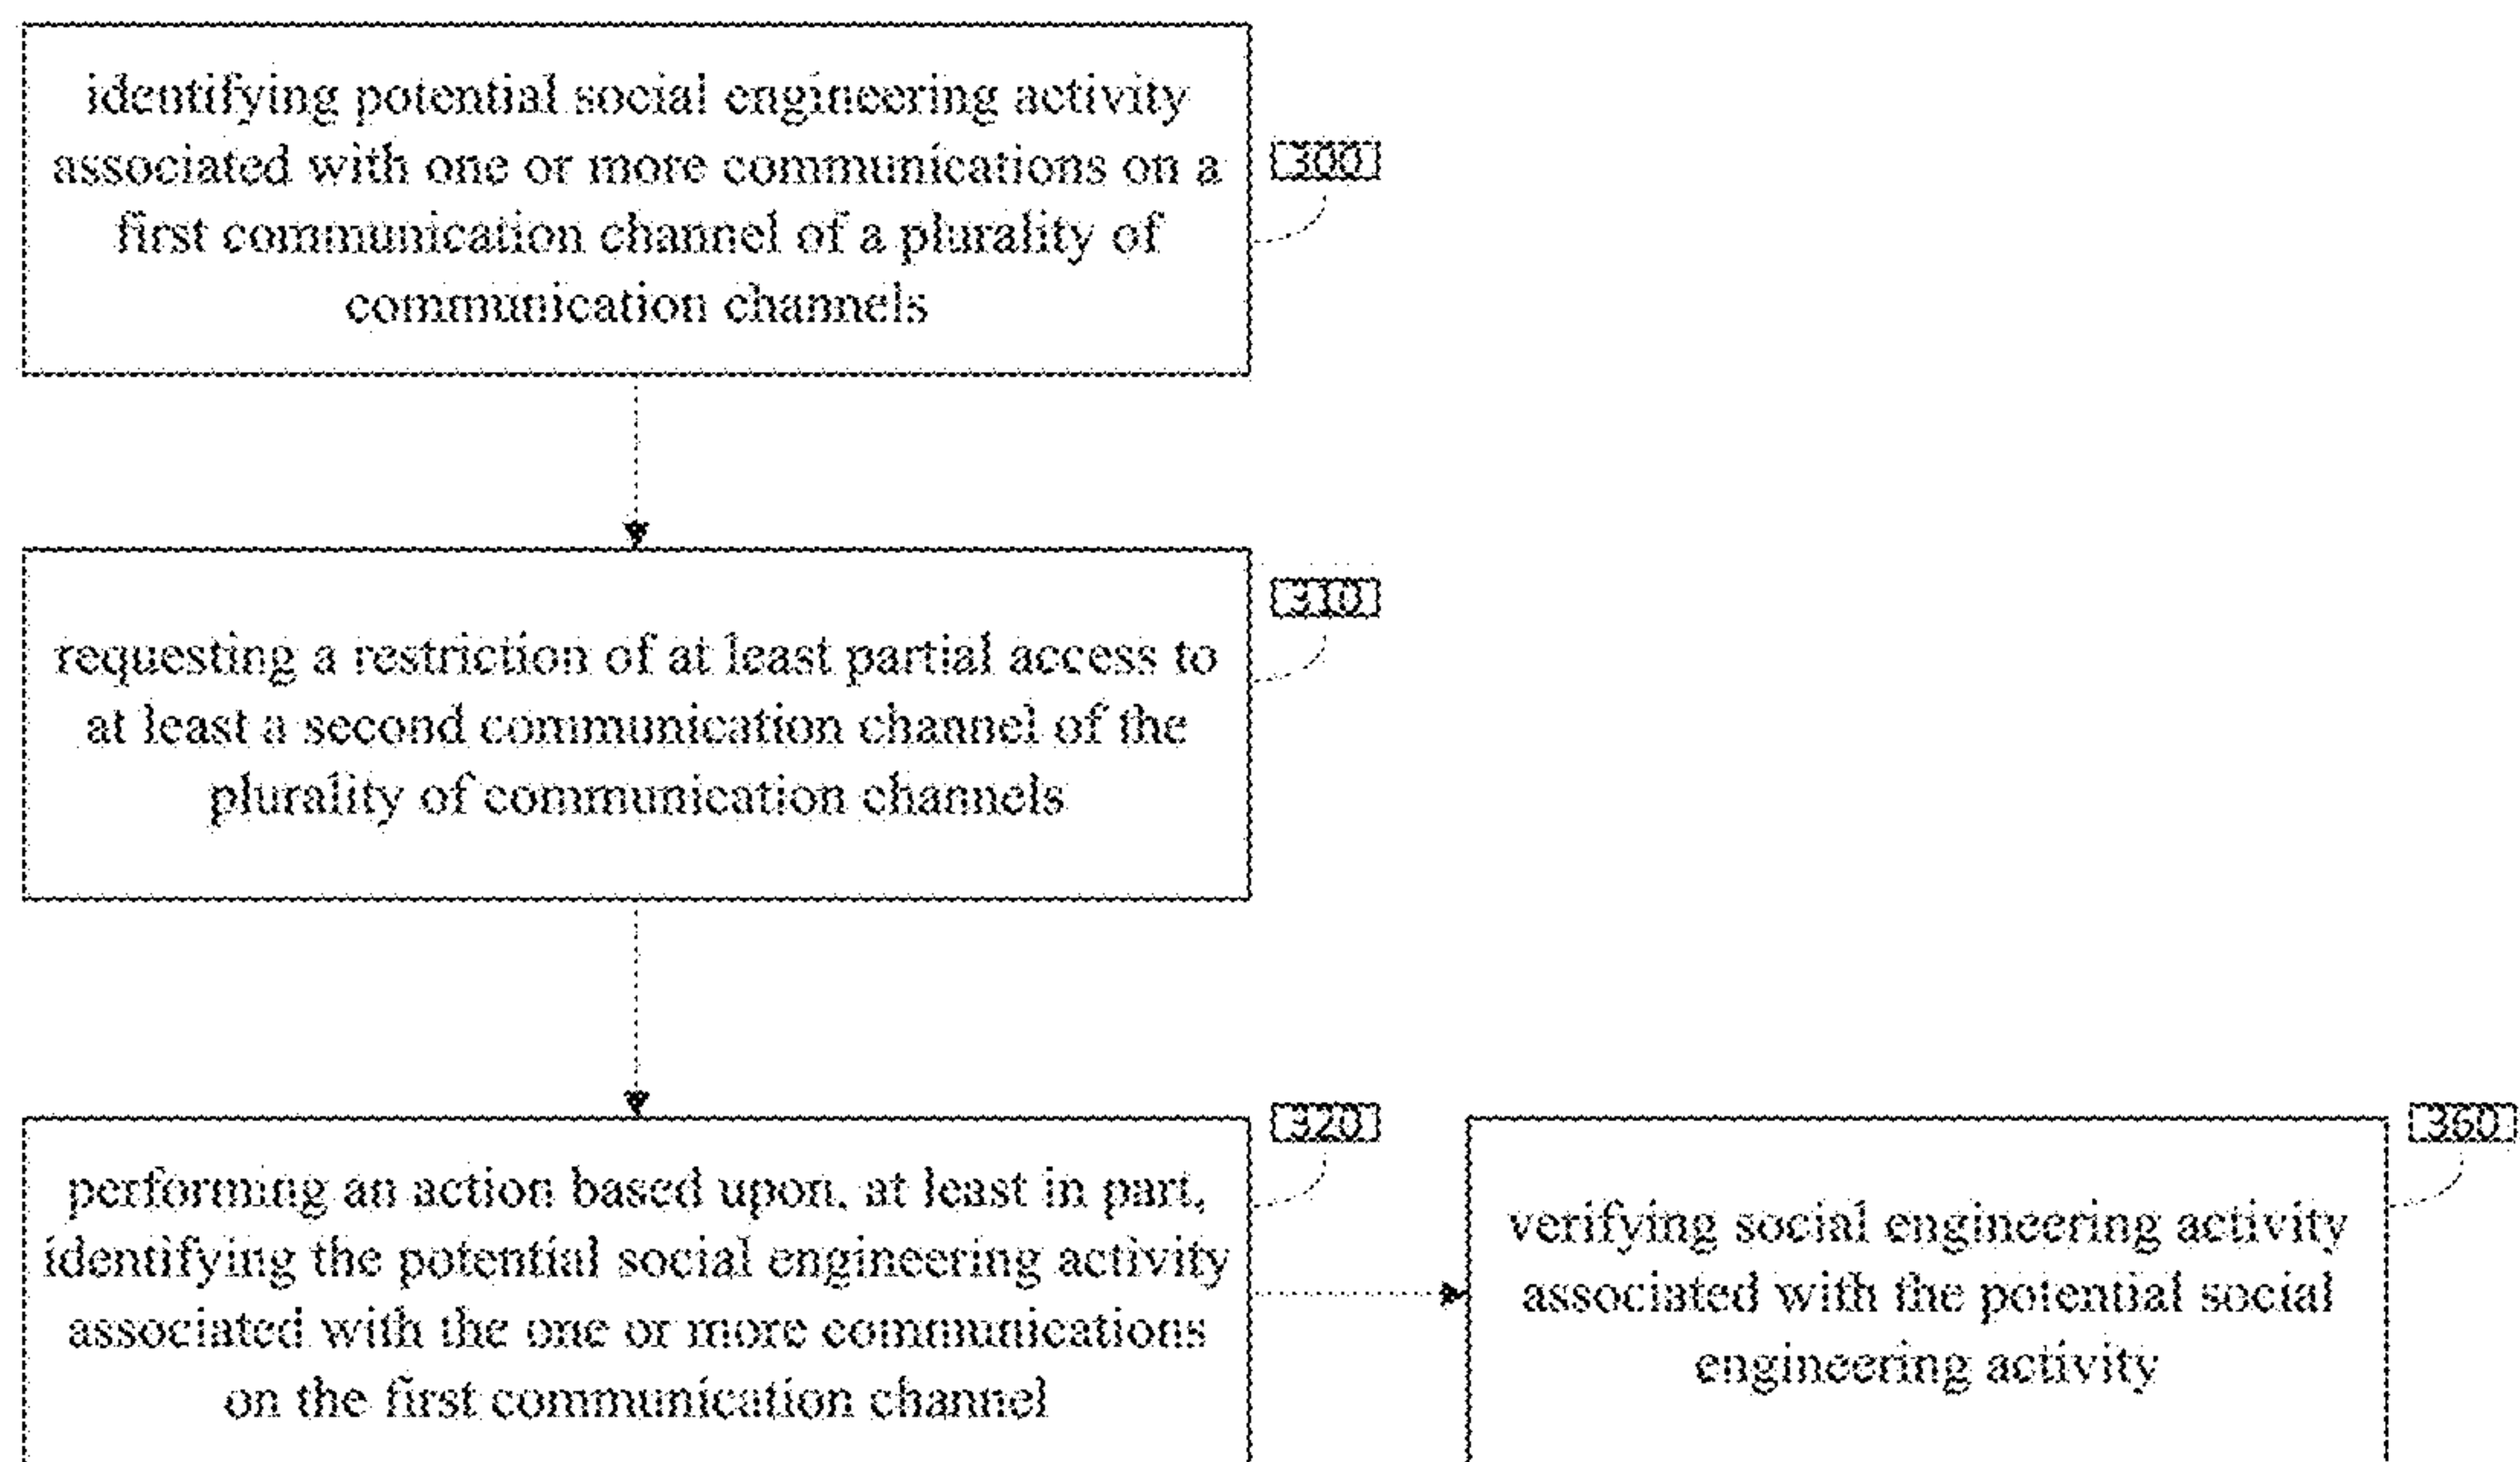 identifying potential social engineering activity
associated with one or more communications on a
first communication channel of a plurality of
communication channels
300
requesting a restriction of at least partial access to
at least a second communication channel of the
plurality of communication channels
310
performing an action based upon, at least in part,
identifying the potential social engineering activity
associated with the one or more communications
on the first communication channel
320
verifying social engineering activity
associated with the potential social
engineering activity
360